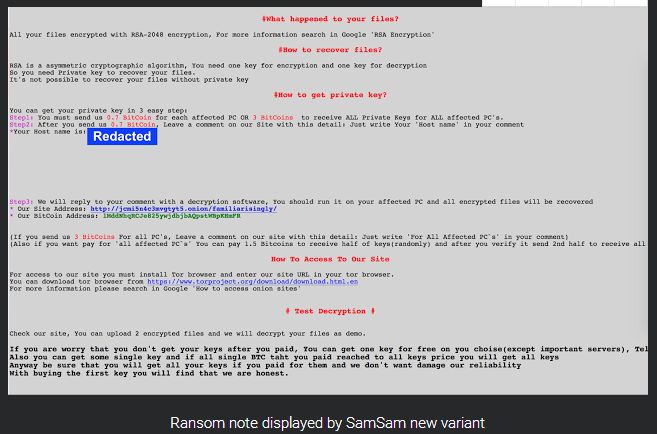 #What happened to your files?
All your files encrypted with RSA-2048 encryption, For more information search in Google 'RSA Encryption'
#How to recover files?
RSA is a asymmetric cryptographic algorithm, You need one key for encryption and one key for decryption
So you need Private key to recover your files.
It's not possible to recover your files without private key
#How to get private key?
You can get your private key in 3 easy step:
Step1: You must send us 0.7 BitCoin for each affected PC OR 3 BitCoins to receive ALL Private Keys for ALL affected PC's.
Step2: After you send us 0.7 BitCoin, Leave a comment on our Site with this detail: Just write Your 'Host name' in your comment
*Your Host name is: Redacted
Step3: We will reply to your comment with a decryption software, You should run it on your affected PC and all encrypted files will be recovered
* Our Site Address: http://jcmi5n4c3mvgtyt5.onion/familiarisingly/
* Our BitCoin Address:
(If you send us 3 BitCoins For all PC's, Leave a comment on our site with this detail: Just write 'For All Affected PC's' in your comment)
(Also if you want pay for 'all affected PC's' You can pay 1.5 Bitcoins to receive half of keys(randomly) and after you verify it send 2nd half to receive all
How To Access To Our Site
For access to our site you must install Tor browser and enter our site URL in your tor browser.
You can download tor browser from https://www.torproject.org/download/download.html.en
For more information please search in Google 'How to access onion sites'
# Test Decryption #
Check our site, You can upload 2 encrypted files and we will decrypt your files as demo.
If you are worry that you don't get your keys after you paid, You can get one key for free on you choise(except important servers), Tel
Also you can get some single key and if all single BTC taht you paid reached to all keys price you will get all keys
Anyway be sure that you will get all your keys if you paid for them and we don't want damage our reliability
With buying the first key you will find that we are honest.
Ransom note displayed by SamSam new variant